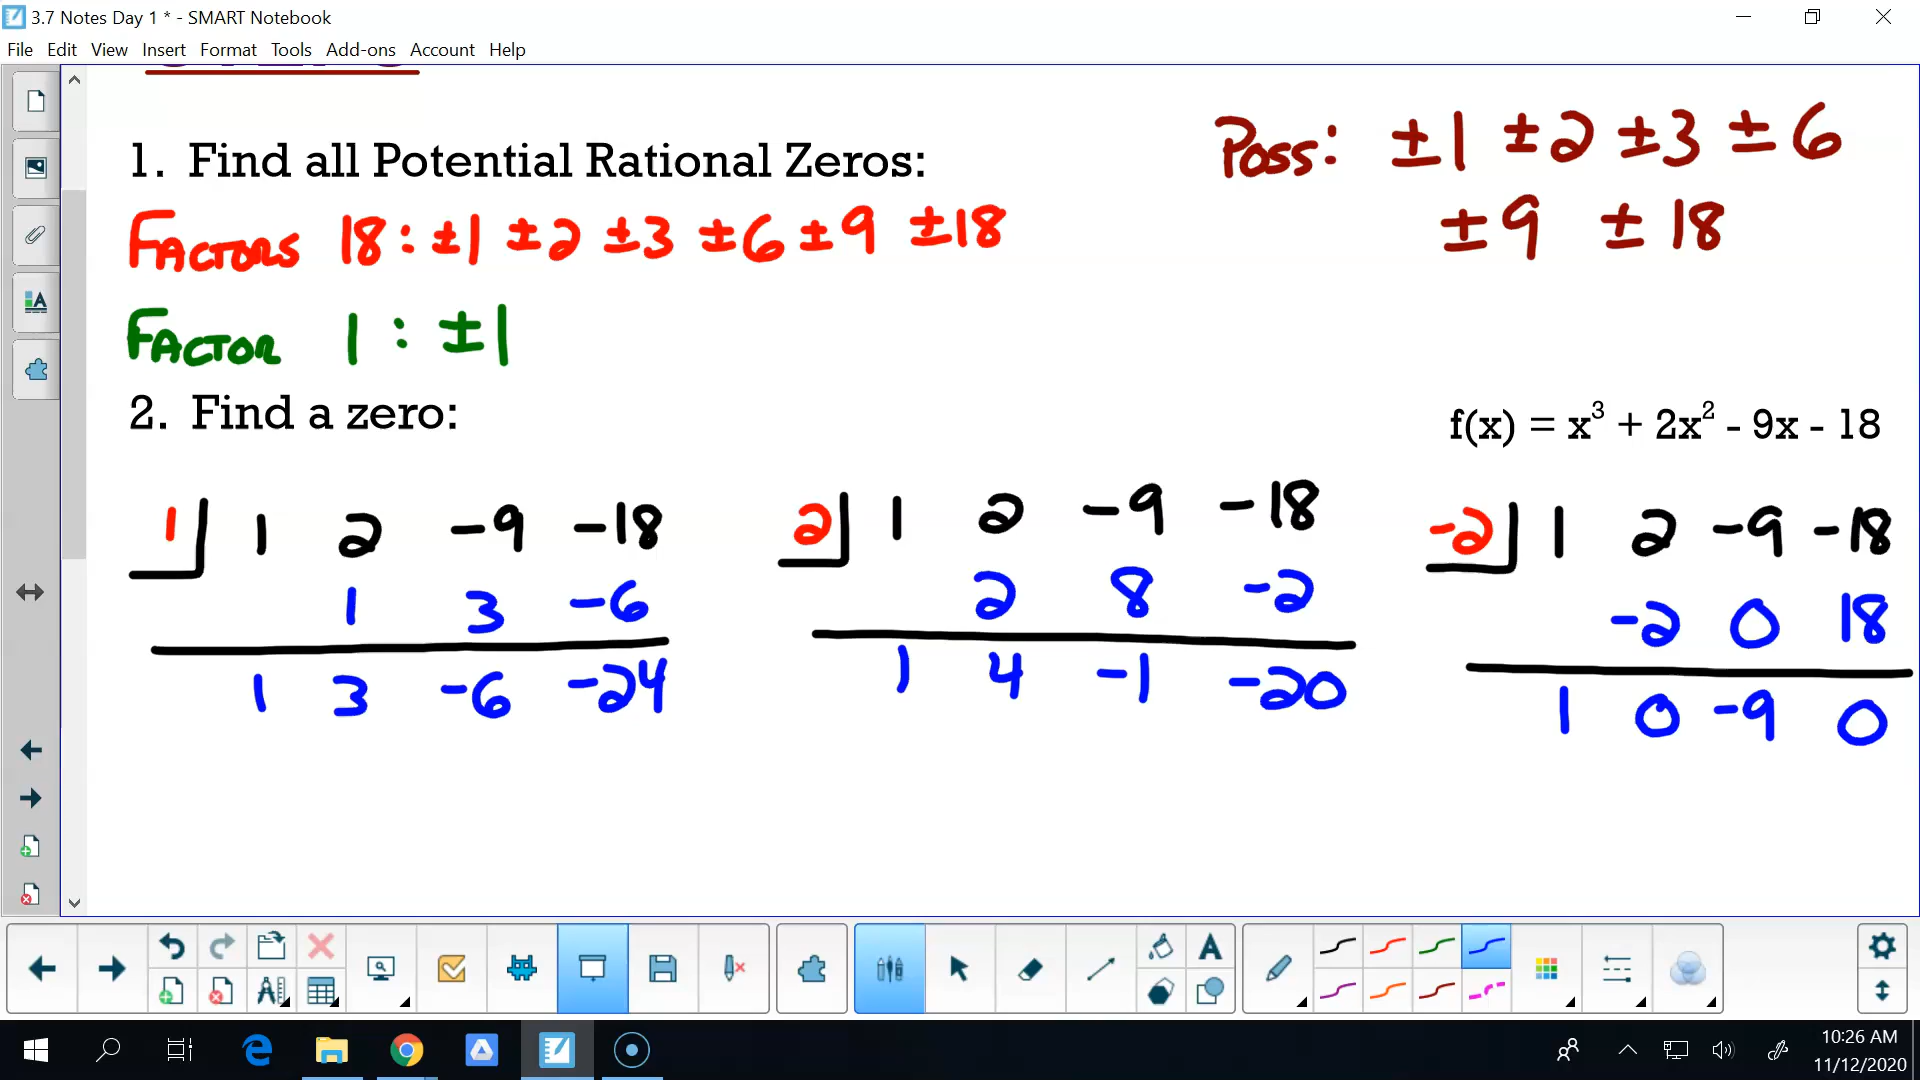 3.7 Notes Day 1 * - SMART Notebook
File Edit View Insert Format Tools Add-ons Account Help
1. Find all Potential Rational Zeros:
Poss: ±1 ±2 ±3 ±6
±9 ±18
FACTORS 18: ±1 ±2 ±3 ±6 ±9 ±18
FACTOR 1: ±1
2. Find a zero:
f(x) = x³ + 2x² - 9x - 18
1 1 2 -9 -18
1 3 -6
1 3 -6 -24
2 1 2 -9 -18
2 8 -2
1 4 -1 -20
-2 1 2 -9 -18
-2 0 18
1 0 -9 0
10:26 AM
11/12/2020